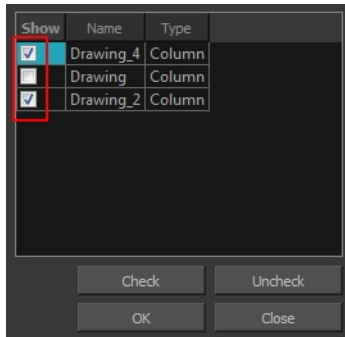 Show Name Type
Drawing_4 Column
Drawing Column
Drawing_2 Column
Check Uncheck
OK Close